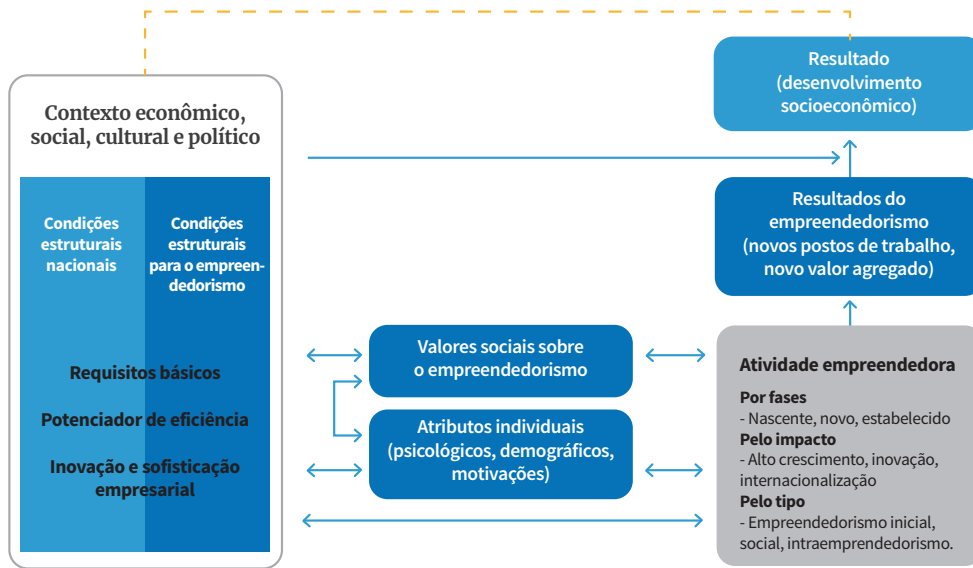 Contexto econômico,
social, cultural e político
Condições
estruturais
nacionais
Condições
estruturais
para o empreen-
dedorismo
Requisitos básicos
Potenciador de eficiência
Inovação e sofisticação
empresarial
Valores sociais sobre
o empreendedorismo
Atributos individuais
(psicológicos, demográficos,
motivações)
Resultado
(desenvolvimento
socioeconômico)
Resultados do
empreendedorismo
(novos postos de trabalho,
novo valor agregado)
Atividade empreendedora
Por fases
- Nascente, novo, estabelecido
Pelo impacto
- Alto crescimento, inovação,
internacionalização
Pelo tipo
- Empreendedorismo inicial,
social, intraemprendedorismo.